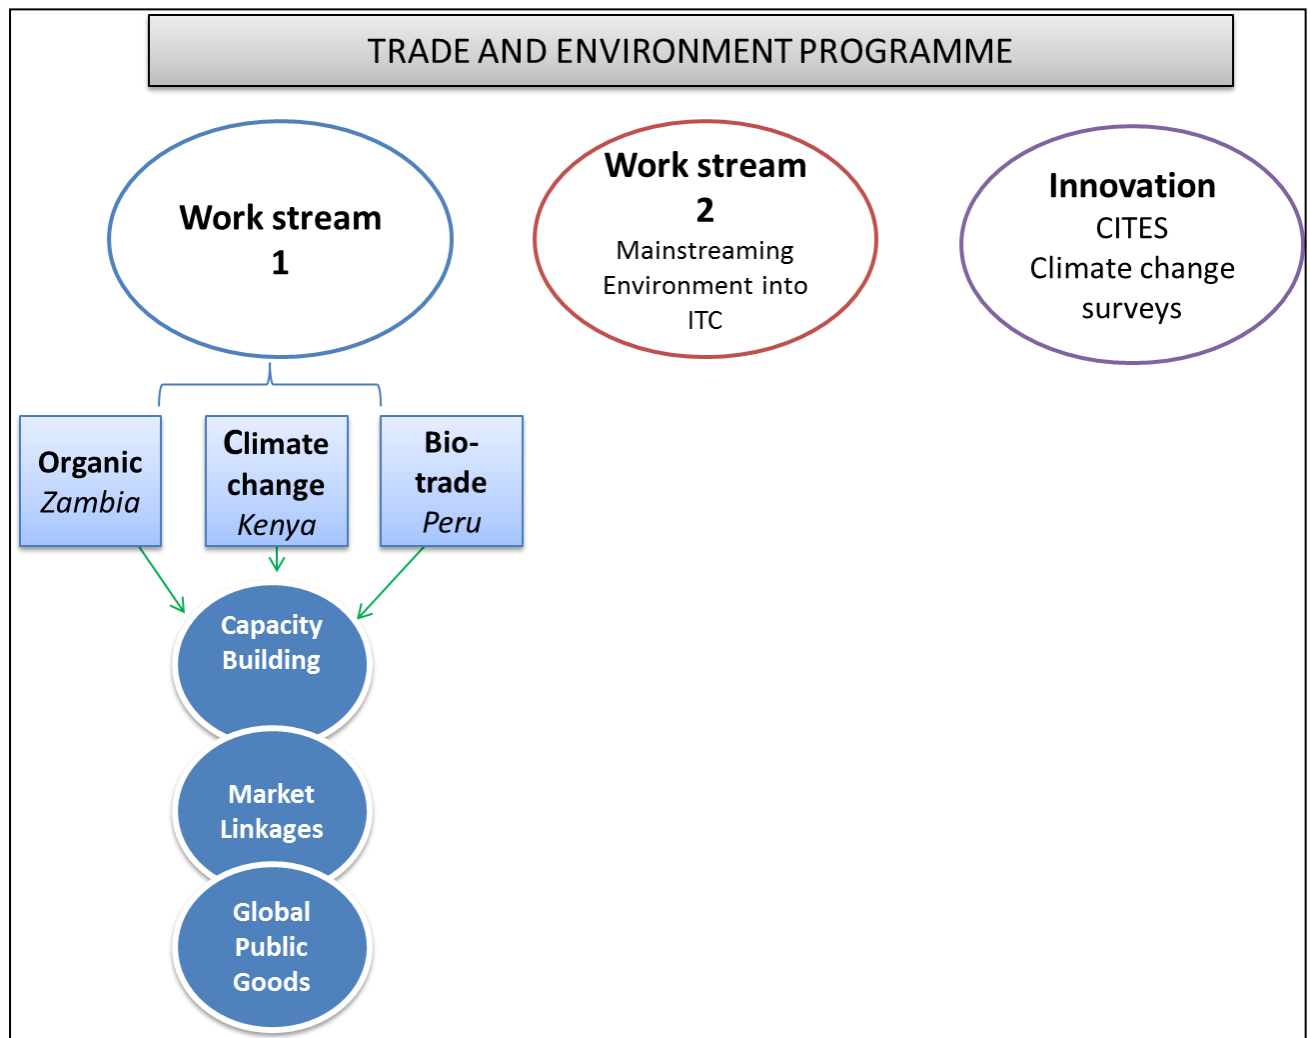 TRADE AND ENVIRONMENT PROGRAMME
Work stream
1
Work stream
2
Mainstreaming
Environment into
ITC
Innovation
CITES
Climate change
surveys
Organic
Zambia
Climate
change
Kenya
Bio-
trade
Peru
Capacity
Building
Market
Linkages
Global
Public
Goods